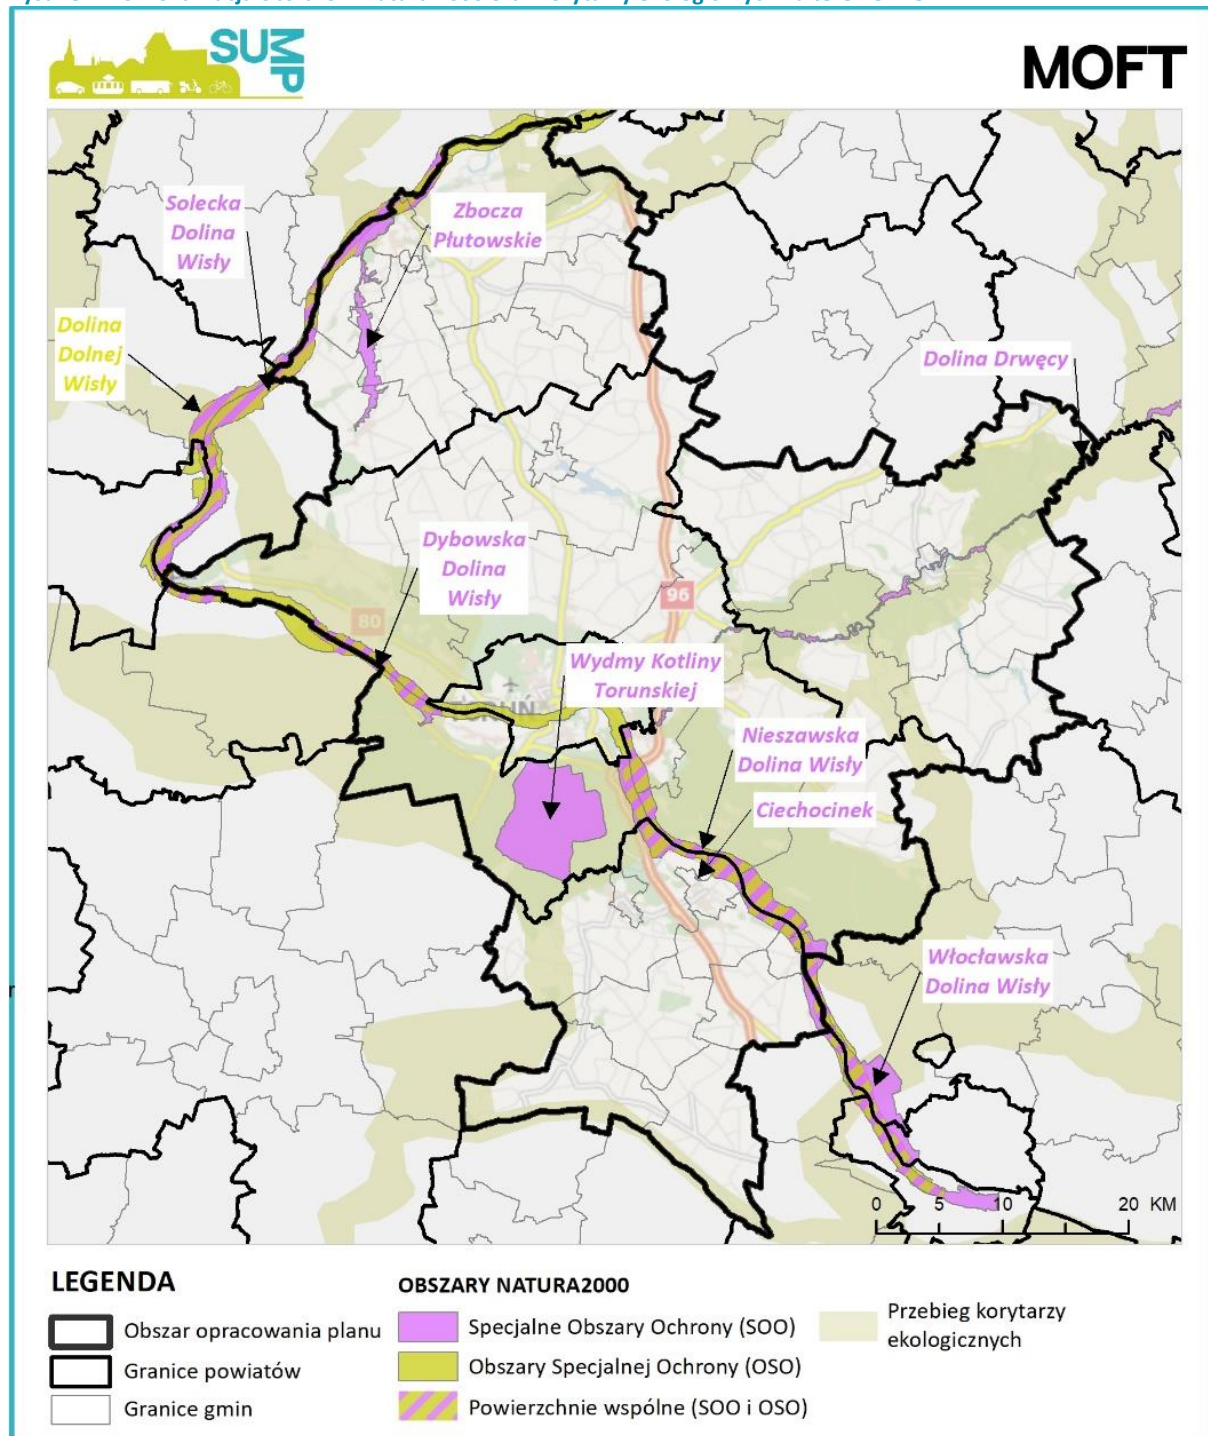 SUMP
MOFT
Solecka
Dolina
Wisły
Zbocza
Płutowskie
Dolina
Dolnej
Wisły
Dolina Drwęcy
Dybowska
Dolina
Wisły
96
80
Wydmy Kotliny
Torunskiej
Nieszawska
Dolina Wisły
Ciechocinek
Włocławska
Dolina Wisły
0 5 10 20 KM
LEGENDA
Obszar opracowania planu
Granice powiatów
Granice gmin
OBSZARY NATURA2000
Specjalne Obszary Ochrony (SOO)
Obszary Specjalnej Ochrony (OSO)
Powierzchnie wspólne (SOO i OSO)
Przebieg korytarzy
ekologicznych